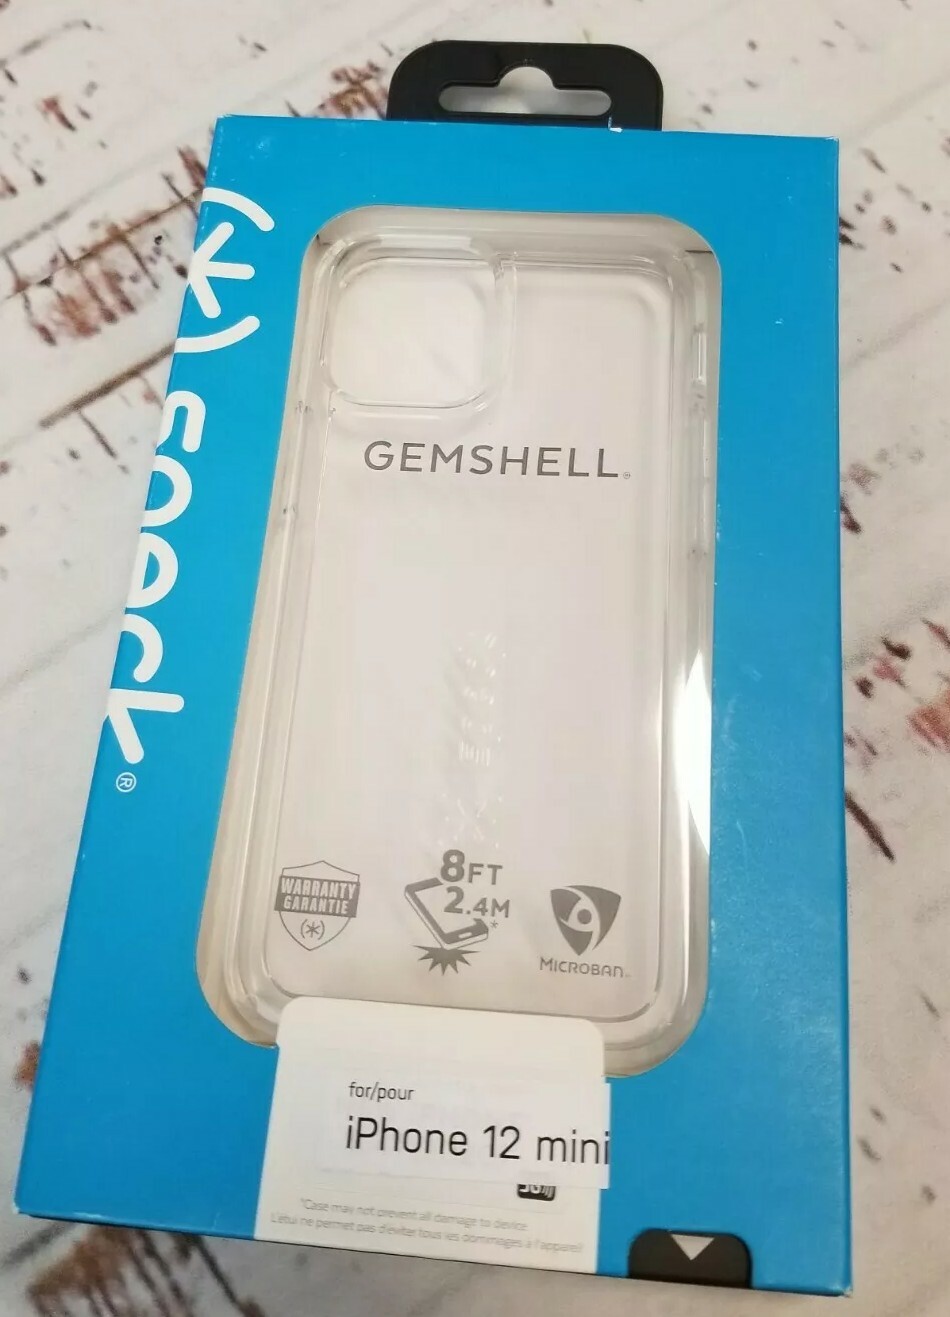 speck®
GEMSHELL®
WARRANTY
GARANTIE
8FT
2.4M*
MICROBAN
for/pour
iPhone 12 mini
*Case may not prevent all damage to device
L'étui ne permet pas d'éviter tous les dommages à l'appareil